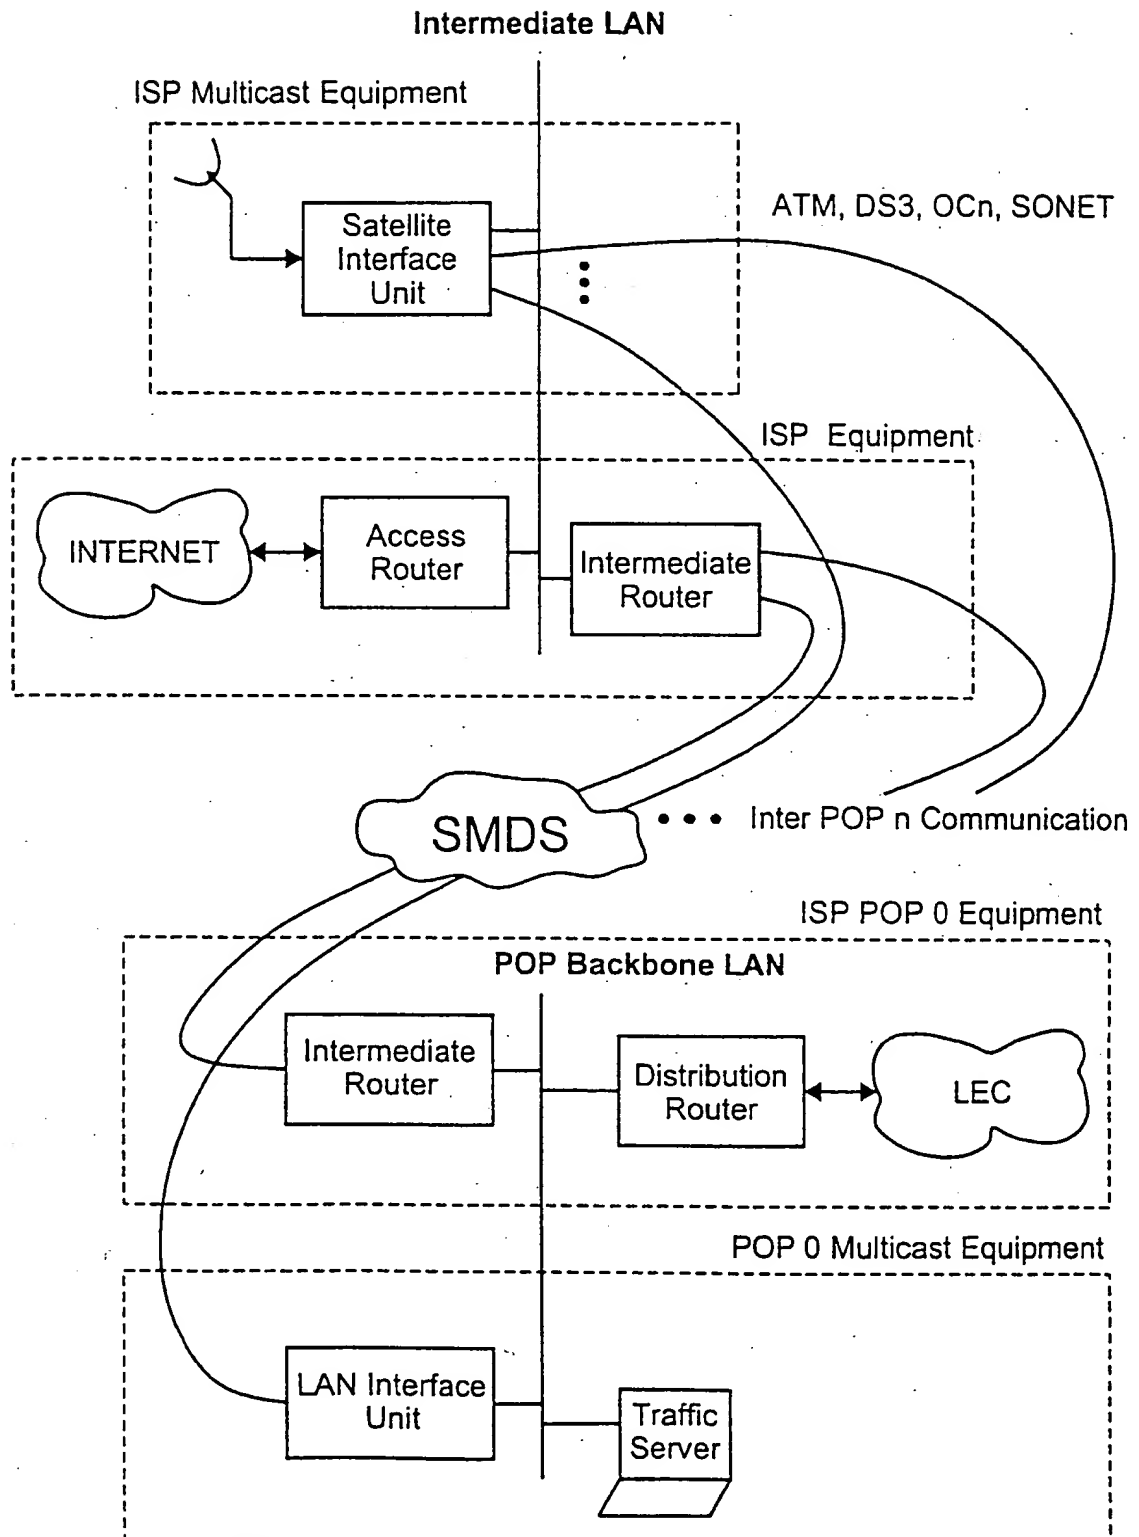 Intermediate LAN
ISP Multicast Equipment
ATM, DS3, OCn, SONET
Satellite
Interface
Unit
ISP Equipment
INTERNET
Access
Router
Intermediate
Router
SMDS
Inter POP n Communication
ISP POP 0 Equipment
POP Backbone LAN
Intermediate
Router
Distribution
Router
LEC
POP 0 Multicast Equipment
LAN Interface
Unit
Traffic
Server